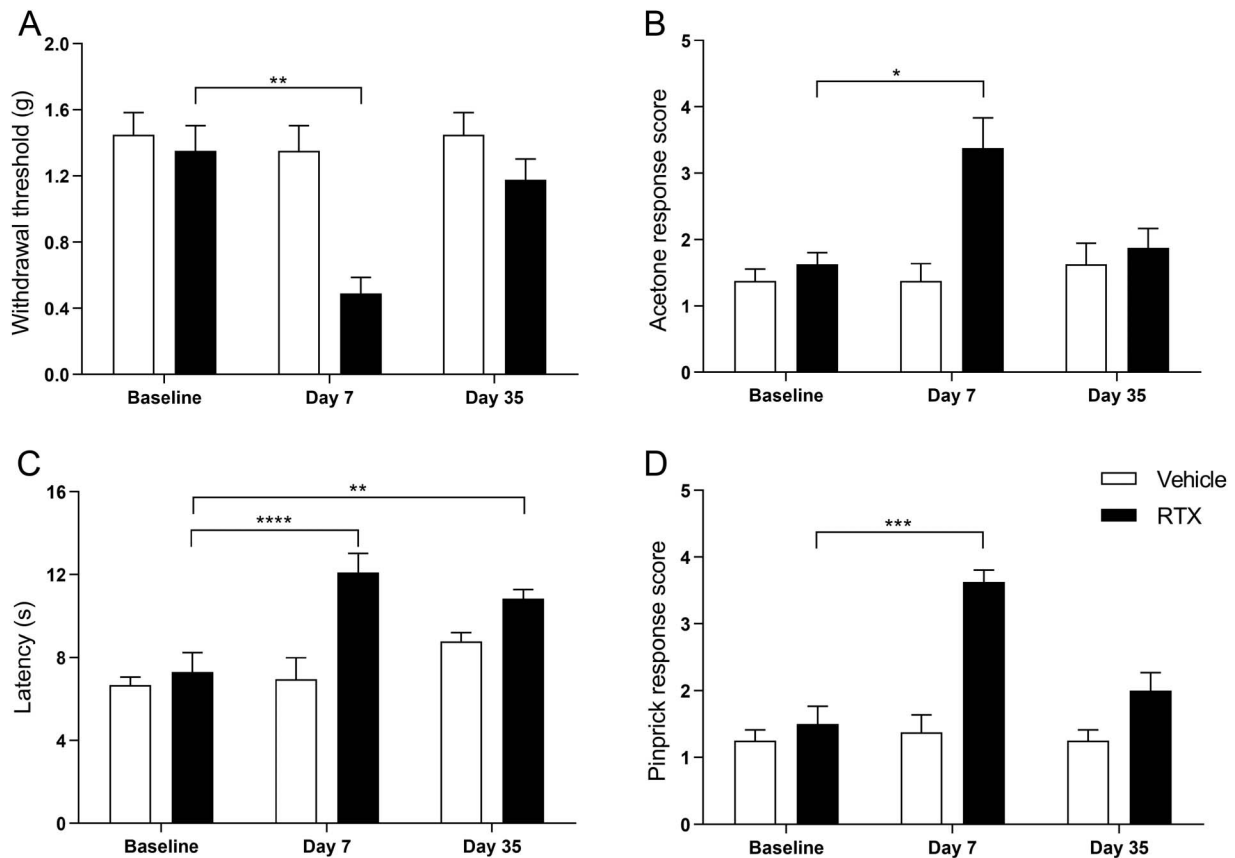 A
Withdrawal threshold (g)
2.0
1.6
1.2
0.8
0.4
0.0
**
Baseline
Day 7
Day 35
B
Acetone response score
5
4
3
2
1
0
*
Baseline
Day 7
Day 35
C
Latency (s)
16
12
8
4
0
**
****
Baseline
Day 7
Day 35
D
Pinprick response score
5
4
3
2
1
0
***
Vehicle
RTX
Baseline
Day 7
Day 35